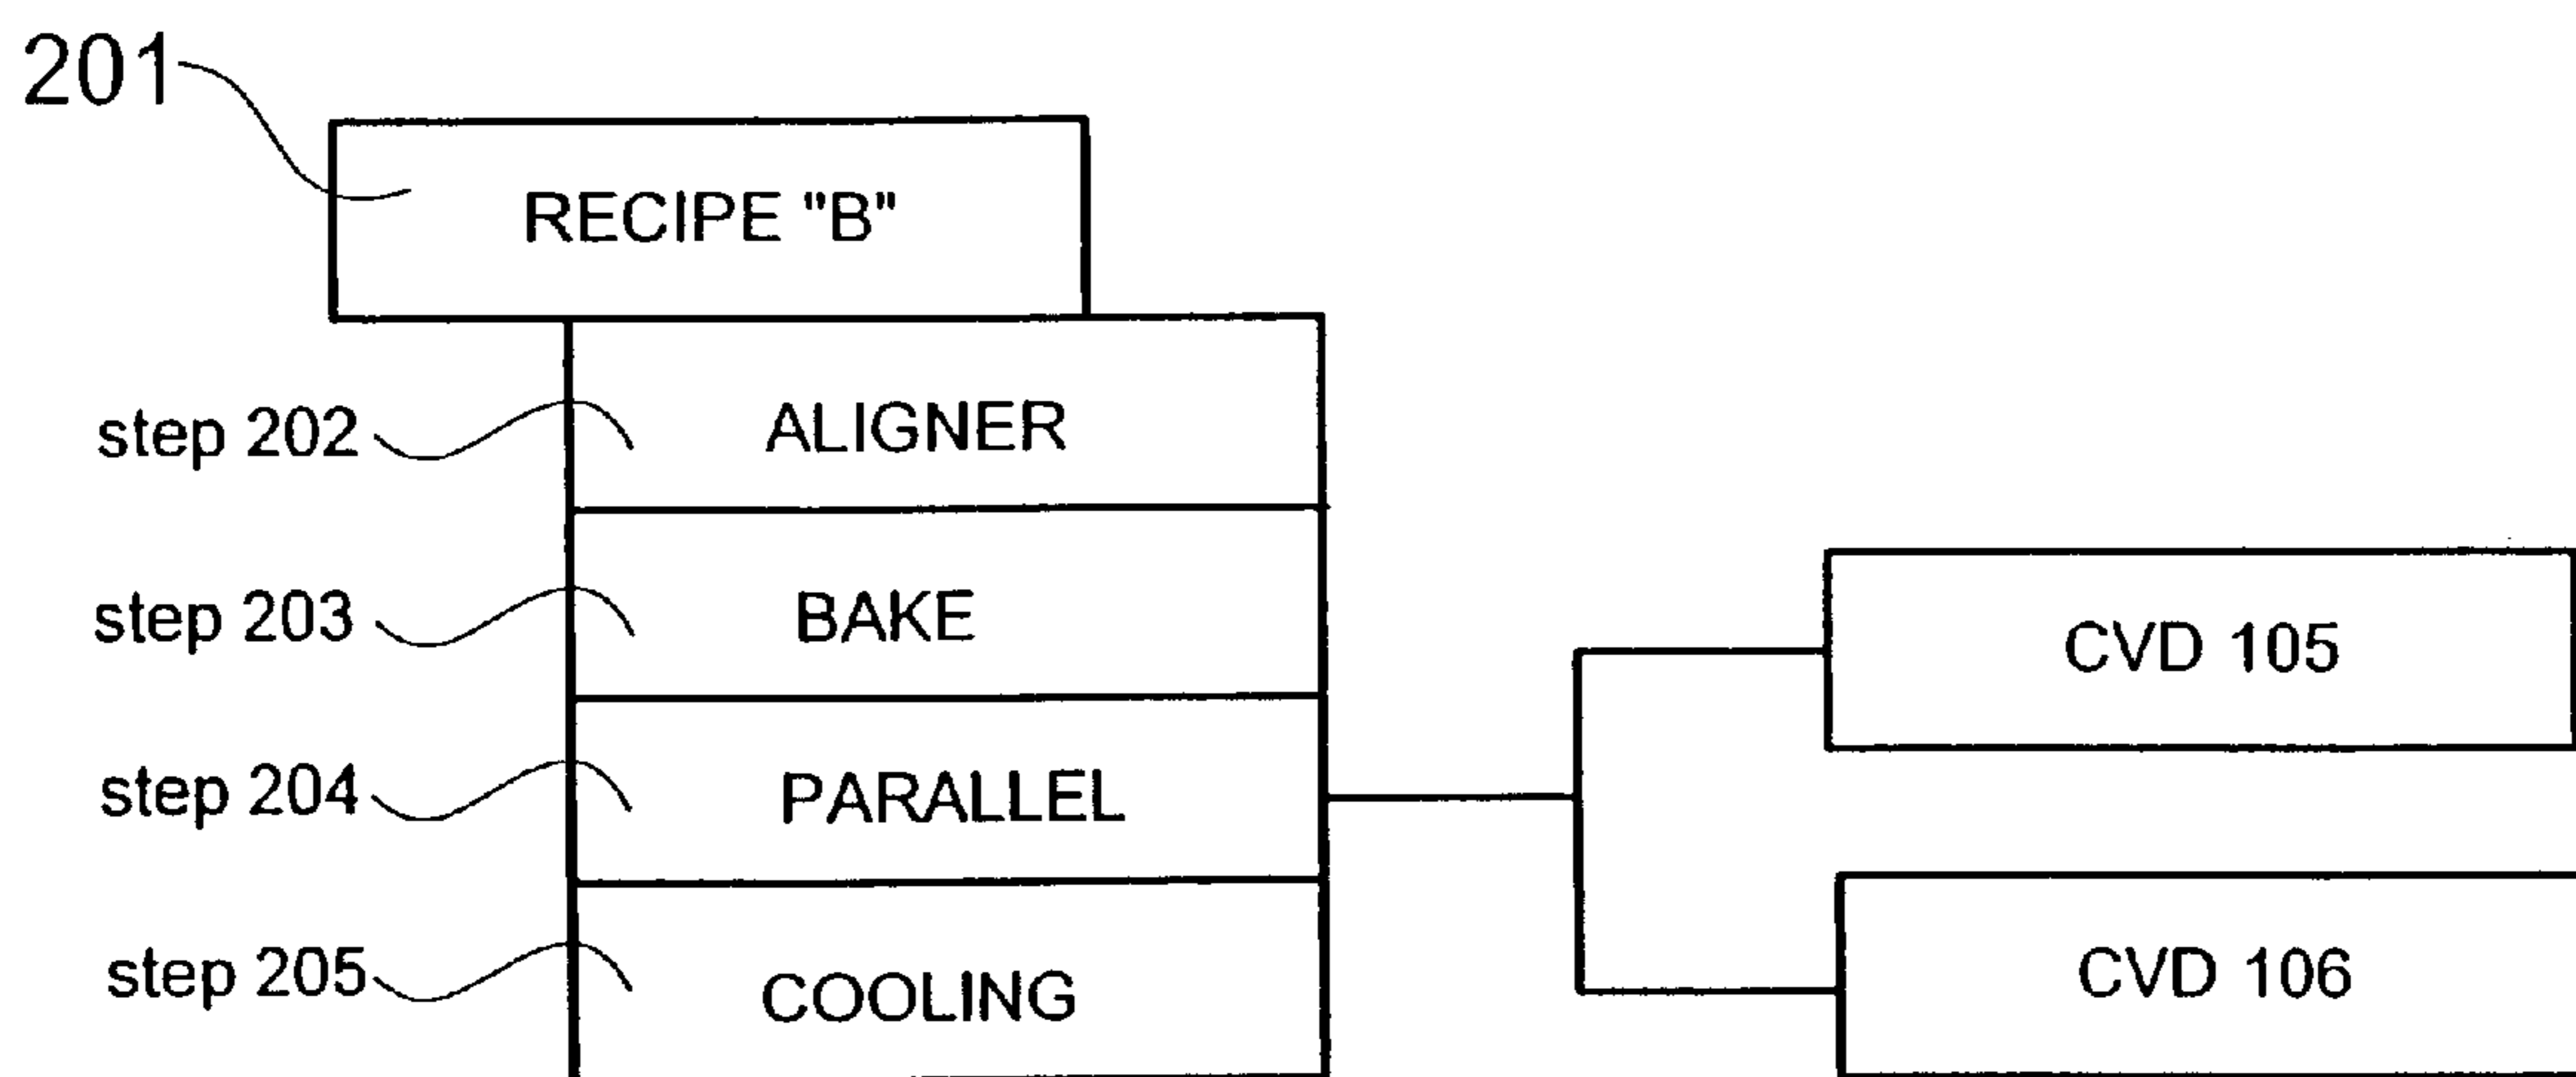 201
RECIPE "B"
step 202
ALIGNER
step 203
BAKE
CVD 105
step 204
PARALLEL
step 205
COOLING
CVD 106